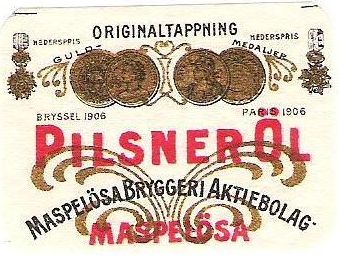 ORIGINALTAPPNING
HEDERSPRIS HEDERSPRIS
GULD- MEDALJER
BRYSSEL 1906 PARIS 1906
PILSNERÖL
MASPELÖSA BRYGGERI AKTIEBOLAG-
MASPELÖSA